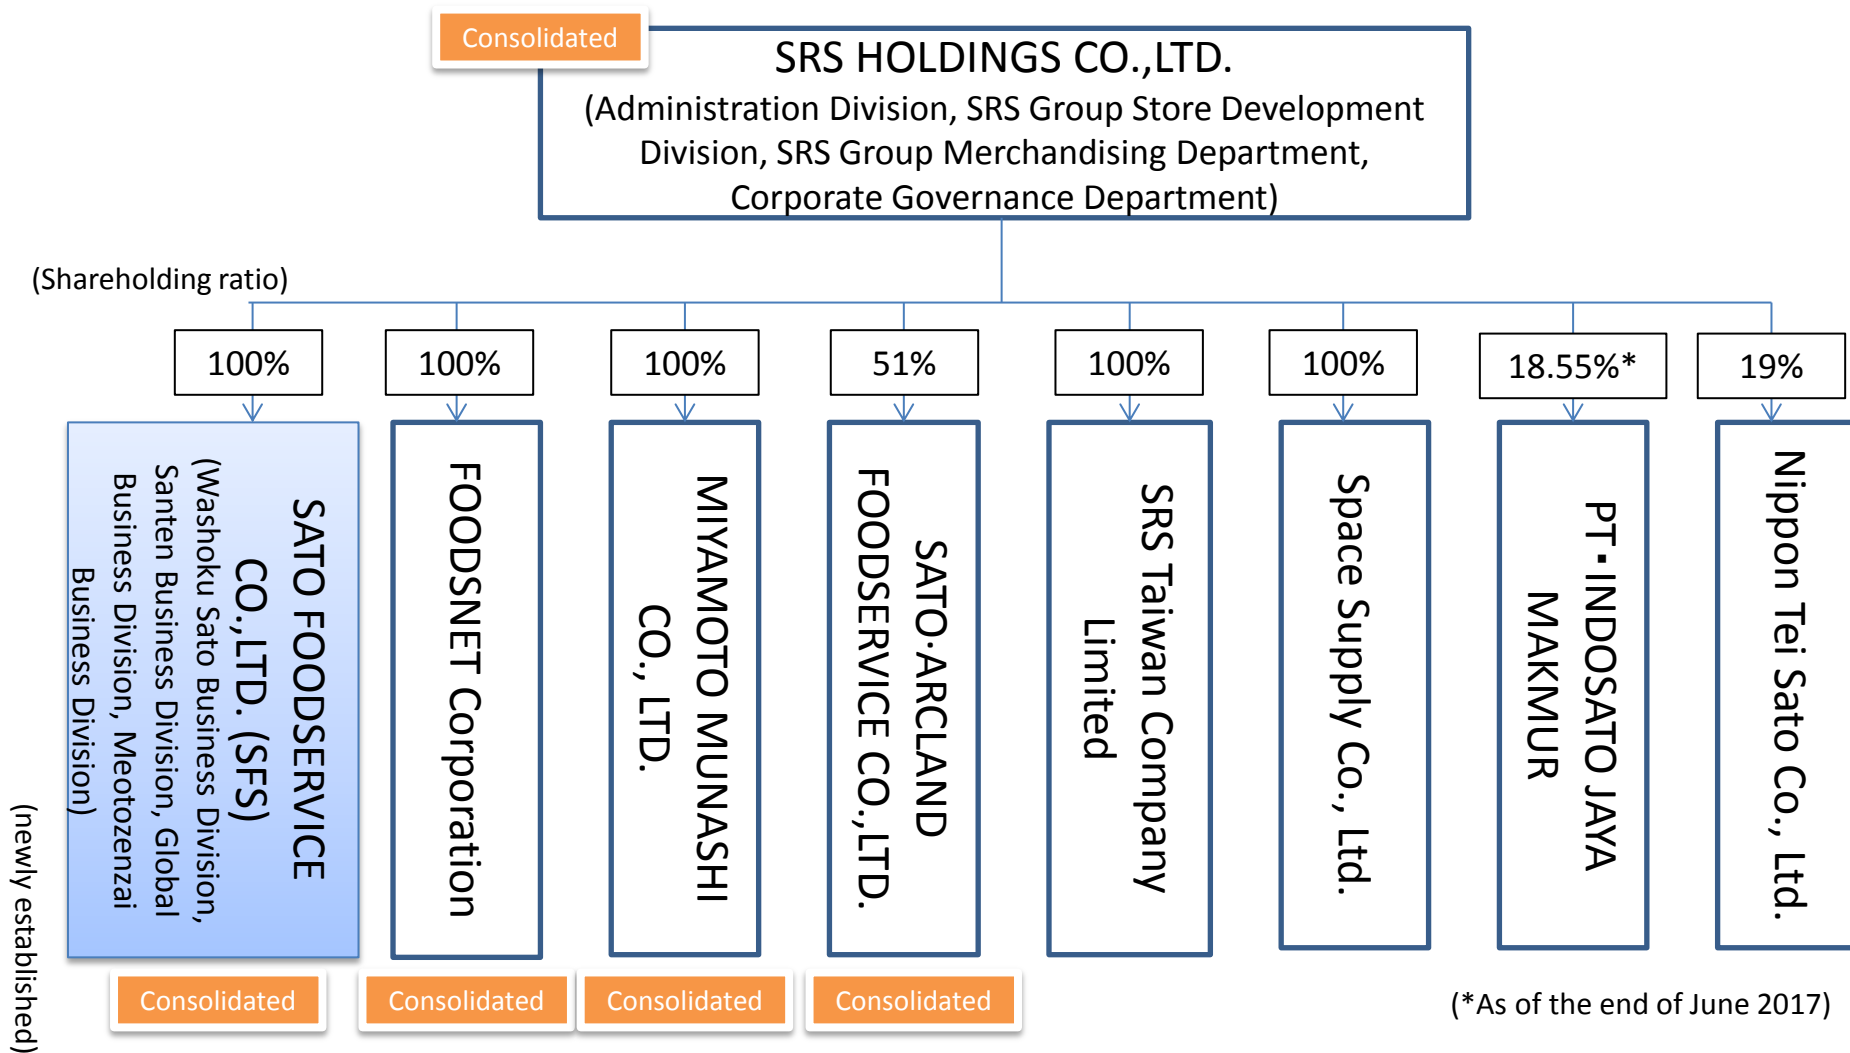 Consolidated
SRS HOLDINGS CO.,LTD.
(Administration Division, SRS Group Store Development
Division, SRS Group Merchandising Department,
Corporate Governance Department)
(Shareholding ratio)
100%
100%
100%
51%
100%
100%
18.55%*
19%
SATO FOODSERVICE
CO.,LTD. (SFS)
(Washoku Sato Business Division,
Santen Business Division, Global
Business Division, Meotozenzai
Business Division)
FOODSNET Corporation
MIYAMOTO MUNASHI
CO., LTD.
SATO·ARCLAND
FOODSERVICE CO.,LTD.
SRS Taiwan Company
Limited
Space Supply Co., Ltd.
PT·INDOSATO JAYA
MAKMUR
Nippon Tei Sato Co., Ltd.
(newly established)
Consolidated
Consolidated
Consolidated
Consolidated
(*As of the end of June 2017)